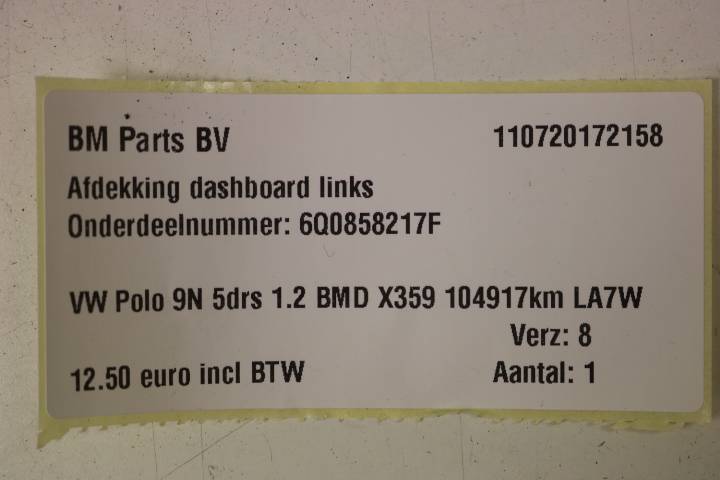 BM Parts BV 110720172158
Afdekking dashboard links
Onderdeelnummer: 6Q0858217F
VW Polo 9N 5drs 1.2 BMD X359 104917km LA7W
Verz: 8
12.50 euro incl BTW Aantal: 1